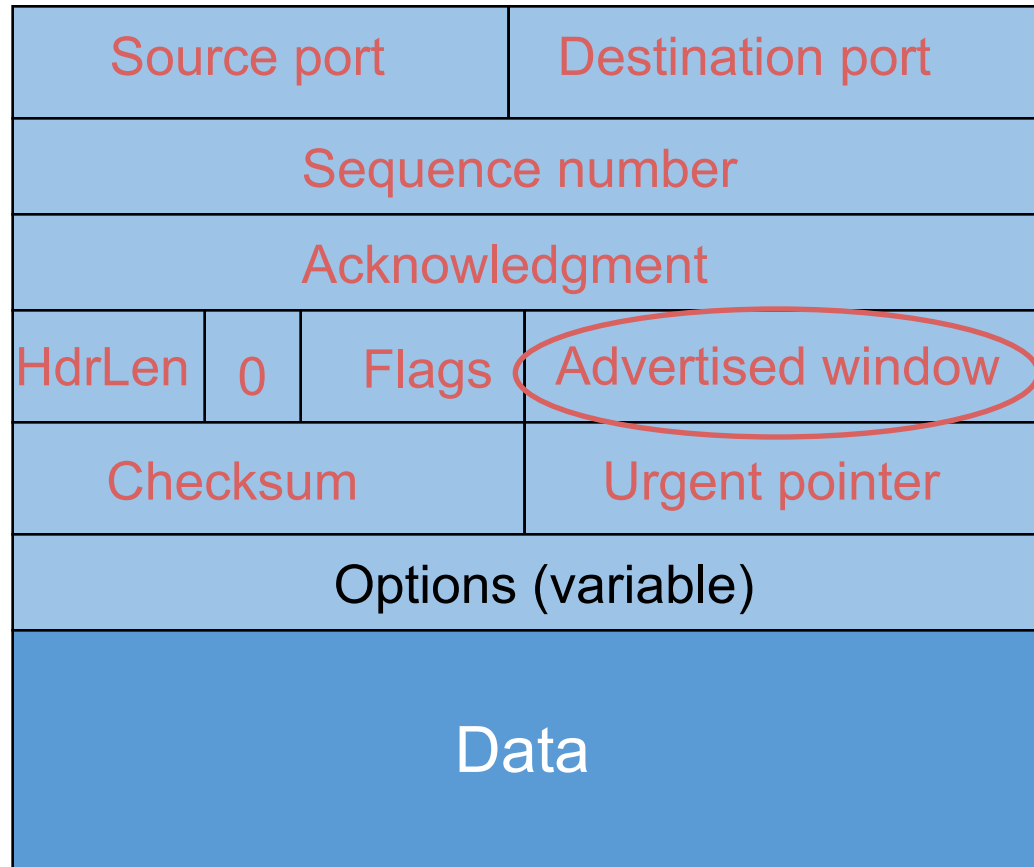 Source port Destination port
Sequence number
Acknowledgment
HdrLen 0 Flags Advertised window
Checksum Urgent pointer
Options (variable)
Data